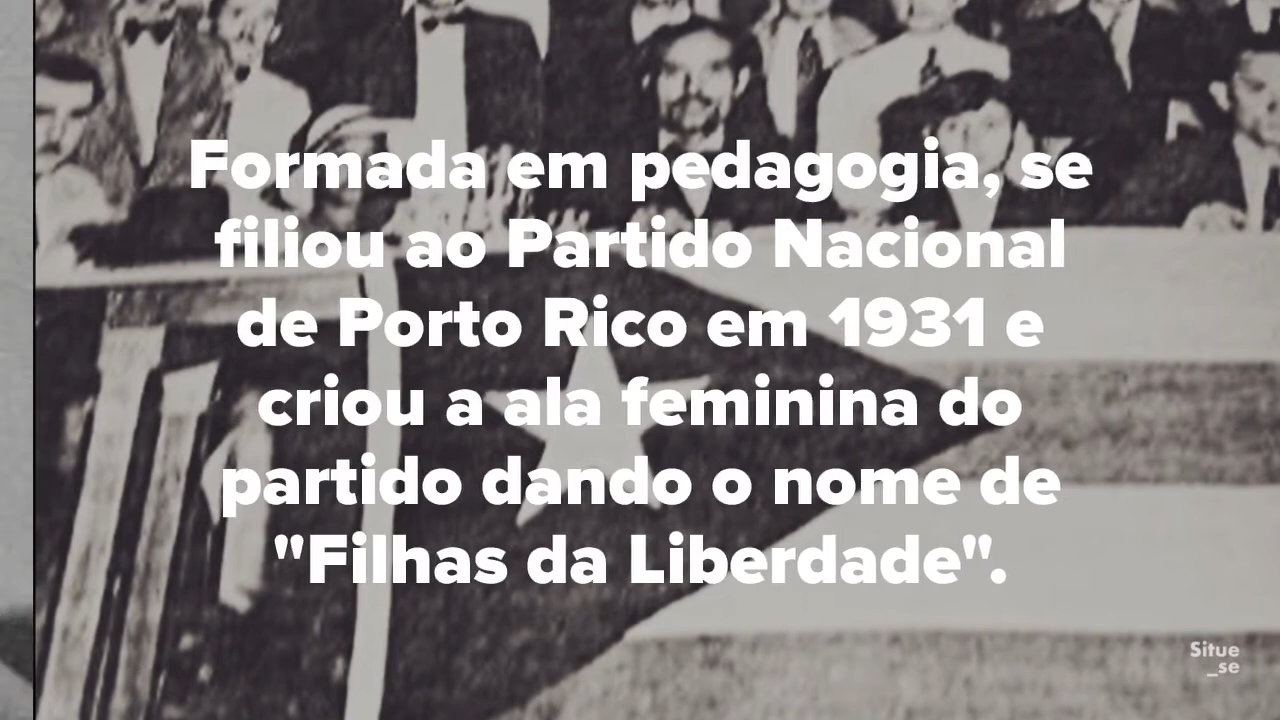 Formada em pedagogia, se
filiou ao Partido Nacional
de Porto Rico em 1931 e
criou a ala feminina do
partido dando o nome de
"Filhas da Liberdade".
Situe
_se